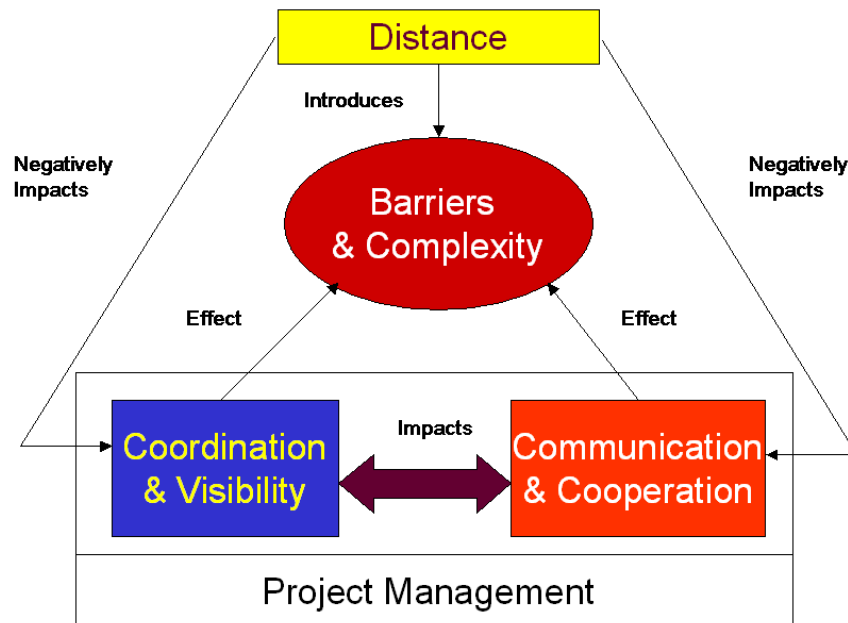 Distance
Introduces
Negatively
Impacts
Negatively
Impacts
Barriers
& Complexity
Effect
Effect
Coordination
& Visibility
Impacts
Communication
& Cooperation
Project Management